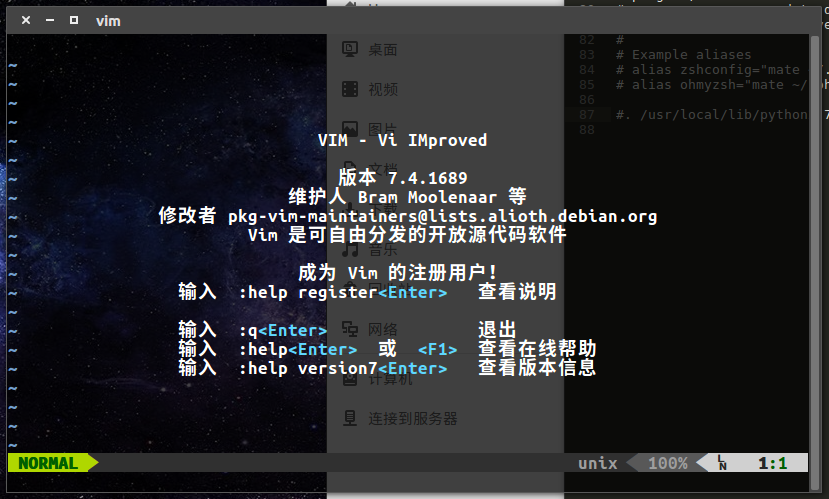 vim
82 #
83 # Example aliases
84 # alias zshconfig="mate
85 # alias ohmyzsh="mate ~/
86
87 #. /usr/local/lib/python
88
桌面
视频
图片
VIM - Vi IMproved
版本 7.4.1689
维护人 Bram Moolenaar 等
修改者 pkg-vim-maintainers@lists.alioth.debian.org
Vim 是可自由分发的开放源代码软件
音乐
成为 Vim 的注册用户！
输入 :help register<Enter> 查看说明
输入 :q<Enter> 退出
网络
输入 :help<Enter> 或 <F1> 查看在线帮助
输入 :help version7<Enter> 查看版本信息
计算机
连接到服务器
NORMAL unix 100% LN 1:1